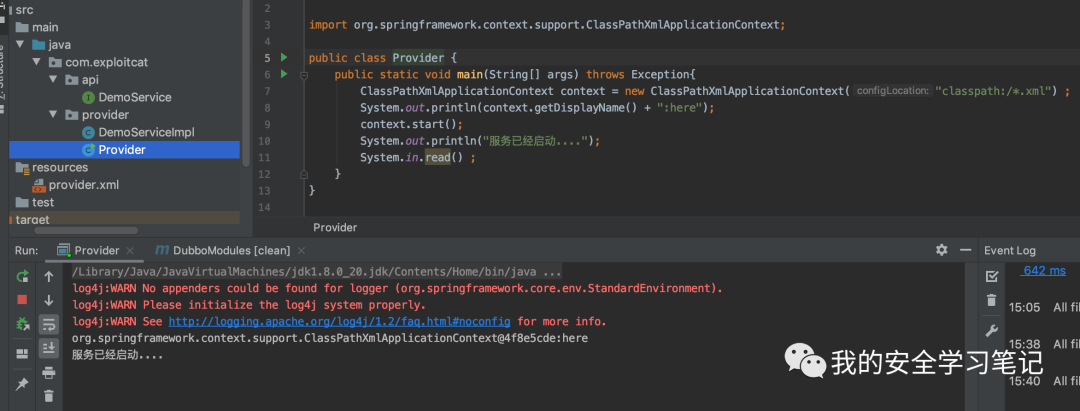 src
main
java
com.exploitcat
api
DemoService
provider
DemoServiceImpl
Provider
resources
provider.xml
test
target
2
3 import org.springframework.context.support.ClassPathXmlApplicationContext;
4
5 public class Provider {
6 public static void main(String[] args) throws Exception{
7 ClassPathXmlApplicationContext context = new ClassPathXmlApplicationContext( configLocation: "classpath:/*.xml") ;
8 System.out.println(context.getDisplayName() + ":here");
9 context.start();
10 System.out.println("服务已经启动....");
11 System.in.read() ;
12 }
13 }
14
Provider
Run: Provider × DubboModules [clean] ×
/Library/Java/JavaVirtualMachines/jdk1.8.0_20.jdk/Contents/Home/bin/java ...
log4j:WARN No appenders could be found for logger (org.springframework.core.env.StandardEnvironment).
log4j:WARN Please initialize the log4j system properly.
log4j:WARN See http://logging.apache.org/log4j/1.2/faq.html#noconfig for more info.
org.springframework.context.support.ClassPathXmlApplicationContext@4f8e5cde:here
服务已经启动....
Event Log
642 ms
15:05 All fil
15:38 All fil
15:40 All fil
我的安全学习笔记